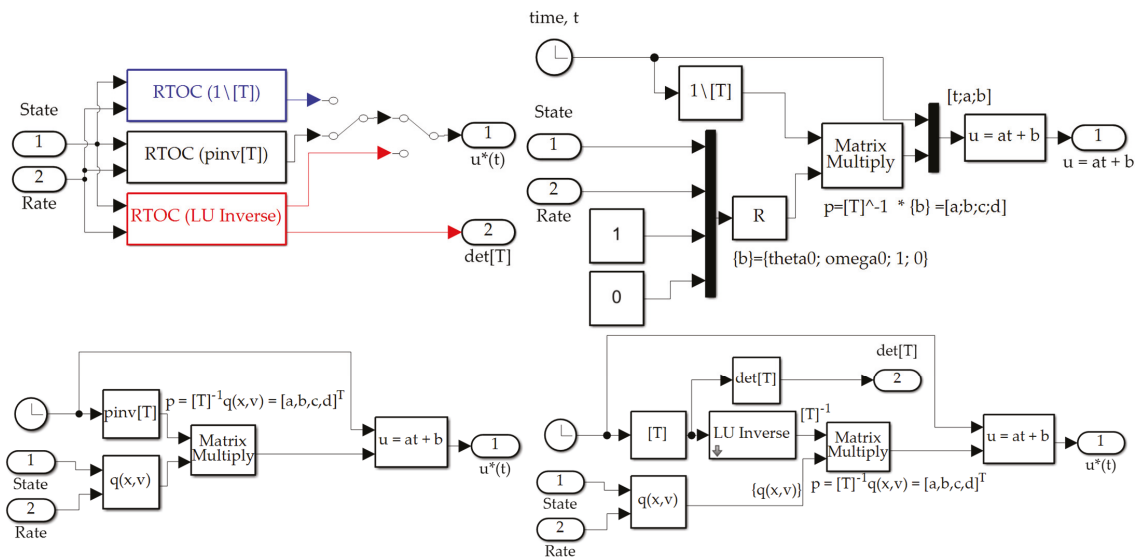 State
1
2
Rate
RTOC (1\[T])
RTOC (pinv[T])
RTOC (LU Inverse)
1
u*(t)
2
det[T]
time, t
State
1
2
Rate
1
0
1\[T]
R
{b}={theta0; omega0; 1; 0}
Matrix
Multiply
p=[T]^-1 * {b} =[a;b;c;d]
[t;a;b]
u = at + b
1
u = at + b
pinv[T]
p = [T]⁻¹q(x,v) = [a,b,c,d]ᵀ
1
State
2
Rate
q(x,v)
Matrix
Multiply
u = at + b
1
u*(t)
[T]
det[T]
det[T]
2
LU Inverse
[T]⁻¹
1
State
2
Rate
q(x,v)
{q(x,v)}
Matrix
Multiply
p = [T]⁻¹q(x,v) = [a,b,c,d]ᵀ
u = at + b
1
u*(t)